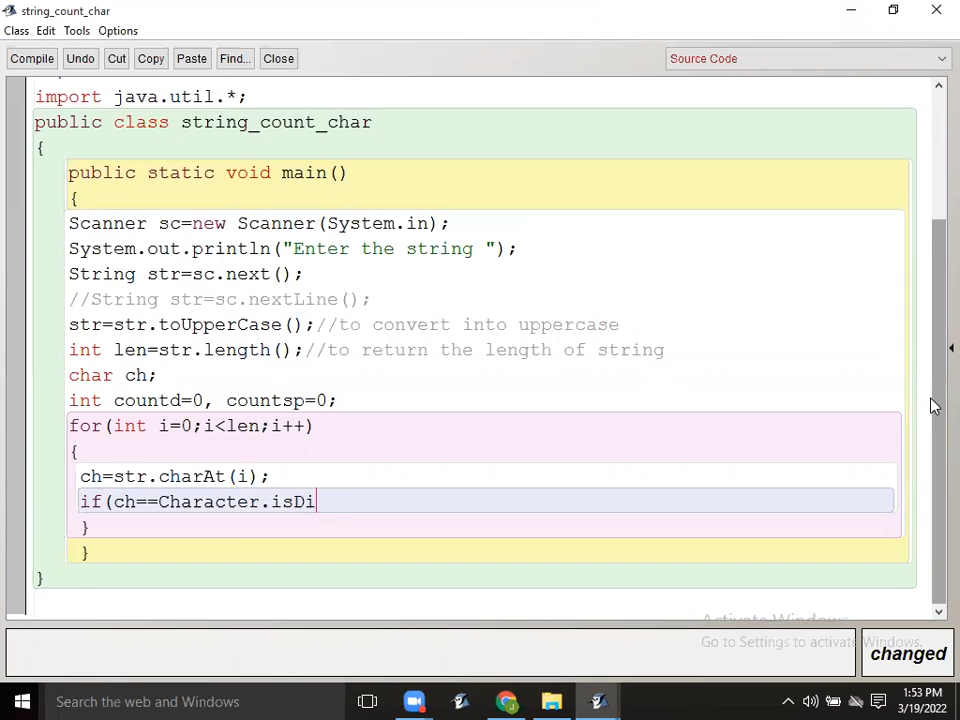 string_count_char
Class Edit Tools Options
Compile Undo Cut Copy Paste Find... Close Source Code
import java.util.*;
public class string_count_char
{
public static void main()
{
Scanner sc=new Scanner(System.in);
System.out.println("Enter the string ");
String str=sc.next();
//String str=sc.nextLine();
str=str.toUpperCase();//to convert into uppercase
int len=str.length();//to return the length of string
char ch;
int countd=0, countsp=0;
for(int i=0;i<len;i++)
{
ch=str.charAt(i);
if(ch==Character.isDi
}
}
}
Activate Windows
Go to Settings to activate Windows.
changed
Search the web and Windows
1:53 PM
3/19/2022